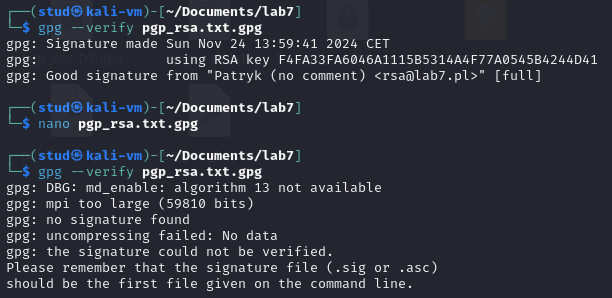 ┌──(stud㉿kali-vm)-[~/Documents/lab7]
└─$ gpg --verify pgp_rsa.txt.gpg
gpg: Signature made Sun Nov 24 13:59:41 2024 CET
gpg:                using RSA key F4FA33FA6046A1115B5314A4F77A0545B4244D41
gpg: Good signature from "Patryk (no comment) <rsa@lab7.pl>" [full]
┌──(stud㉿kali-vm)-[~/Documents/lab7]
└─$ nano pgp_rsa.txt.gpg
┌──(stud㉿kali-vm)-[~/Documents/lab7]
└─$ gpg --verify pgp_rsa.txt.gpg
gpg: DBG: md_enable: algorithm 13 not available
gpg: mpi too large (59810 bits)
gpg: no signature found
gpg: uncompressing failed: No data
gpg: the signature could not be verified.
Please remember that the signature file (.sig or .asc)
should be the first file given on the command line.